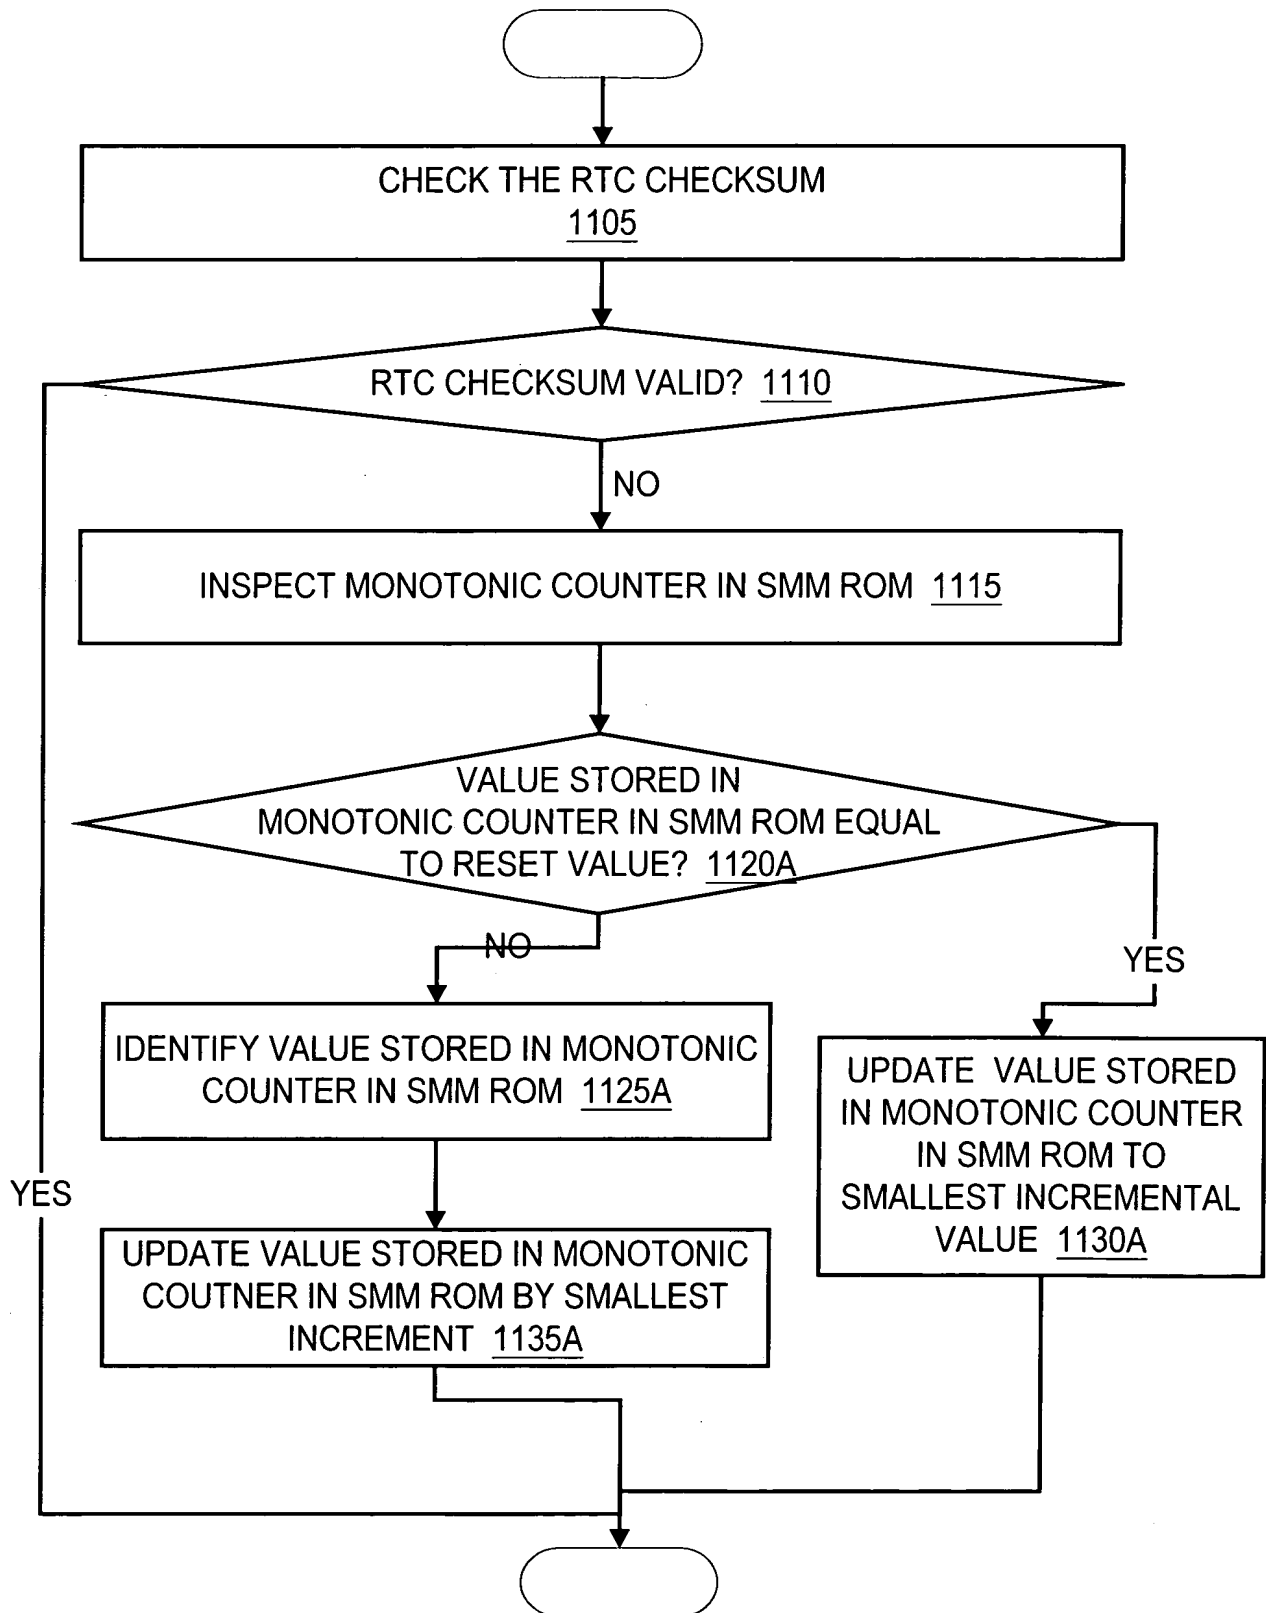 CHECK THE RTC CHECKSUM
1105
RTC CHECKSUM VALID? 1110
NO
INSPECT MONOTONIC COUNTER IN SMM ROM 1115
VALUE STORED IN
MONOTONIC COUNTER IN SMM ROM EQUAL
TO RESET VALUE? 1120A
NO
YES
IDENTIFY VALUE STORED IN MONOTONIC
COUNTER IN SMM ROM 1125A
UPDATE VALUE STORED
IN MONOTONIC COUNTER
IN SMM ROM TO
SMALLEST INCREMENTAL
VALUE 1130A
YES
UPDATE VALUE STORED IN MONOTONIC
COUTNER IN SMM ROM BY SMALLEST
INCREMENT 1135A